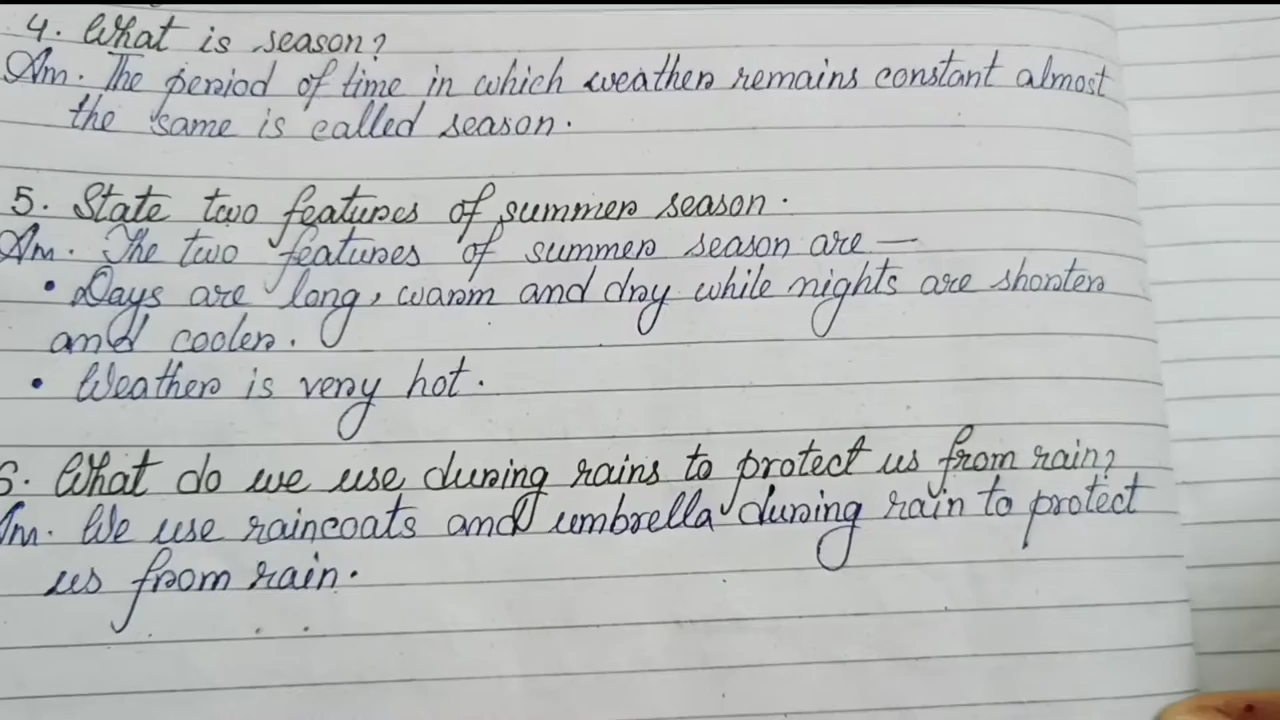 4. What is season?
Ans. The period of time in which weather remains constant almost
the same is called season.
5. State two features of summer season.
Ans. The two features of summer season are —
• Days are long, warm and dry while nights are shorter
and cooler.
• Weather is very hot.
6. What do we use during rains to protect us from rain?
Ans. We use raincoats and umbrella during rain to protect
us from rain.